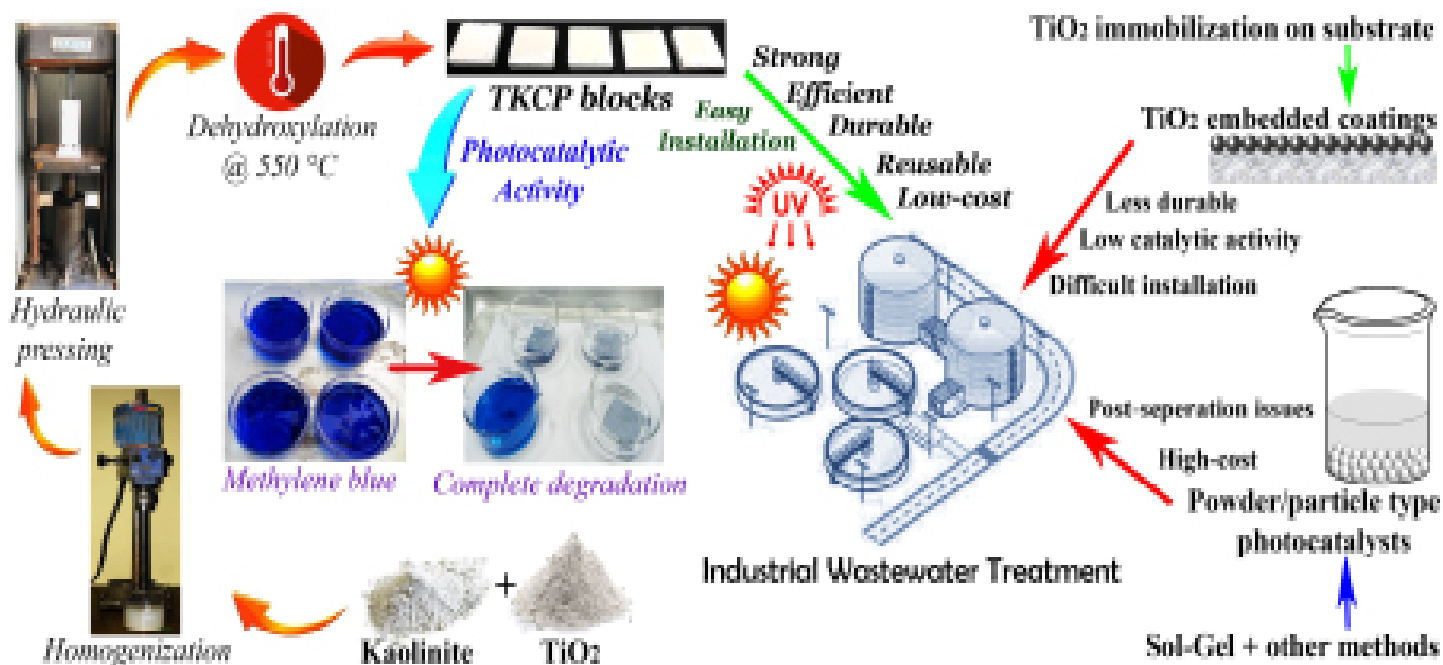 Hydraulic
pressing
Dehydroxylation
@ 550 °C
TKCP blocks
Photocatalytic
Activity
Strong
Efficient
Durable
Reusable
Low-cost
Easy
Installation
UV
TiO2 immobilization on substrate
TiO2 embedded coatings
Less durable
Low catalytic activity
Difficult installation
Methylene blue
Complete degradation
Post-seperation issues
High-cost
Powder/particle type
photocatalysts
Sol-Gel + other methods
Industrial Wastewater Treatment
Homogenization
Kaolinite
+
TiO2